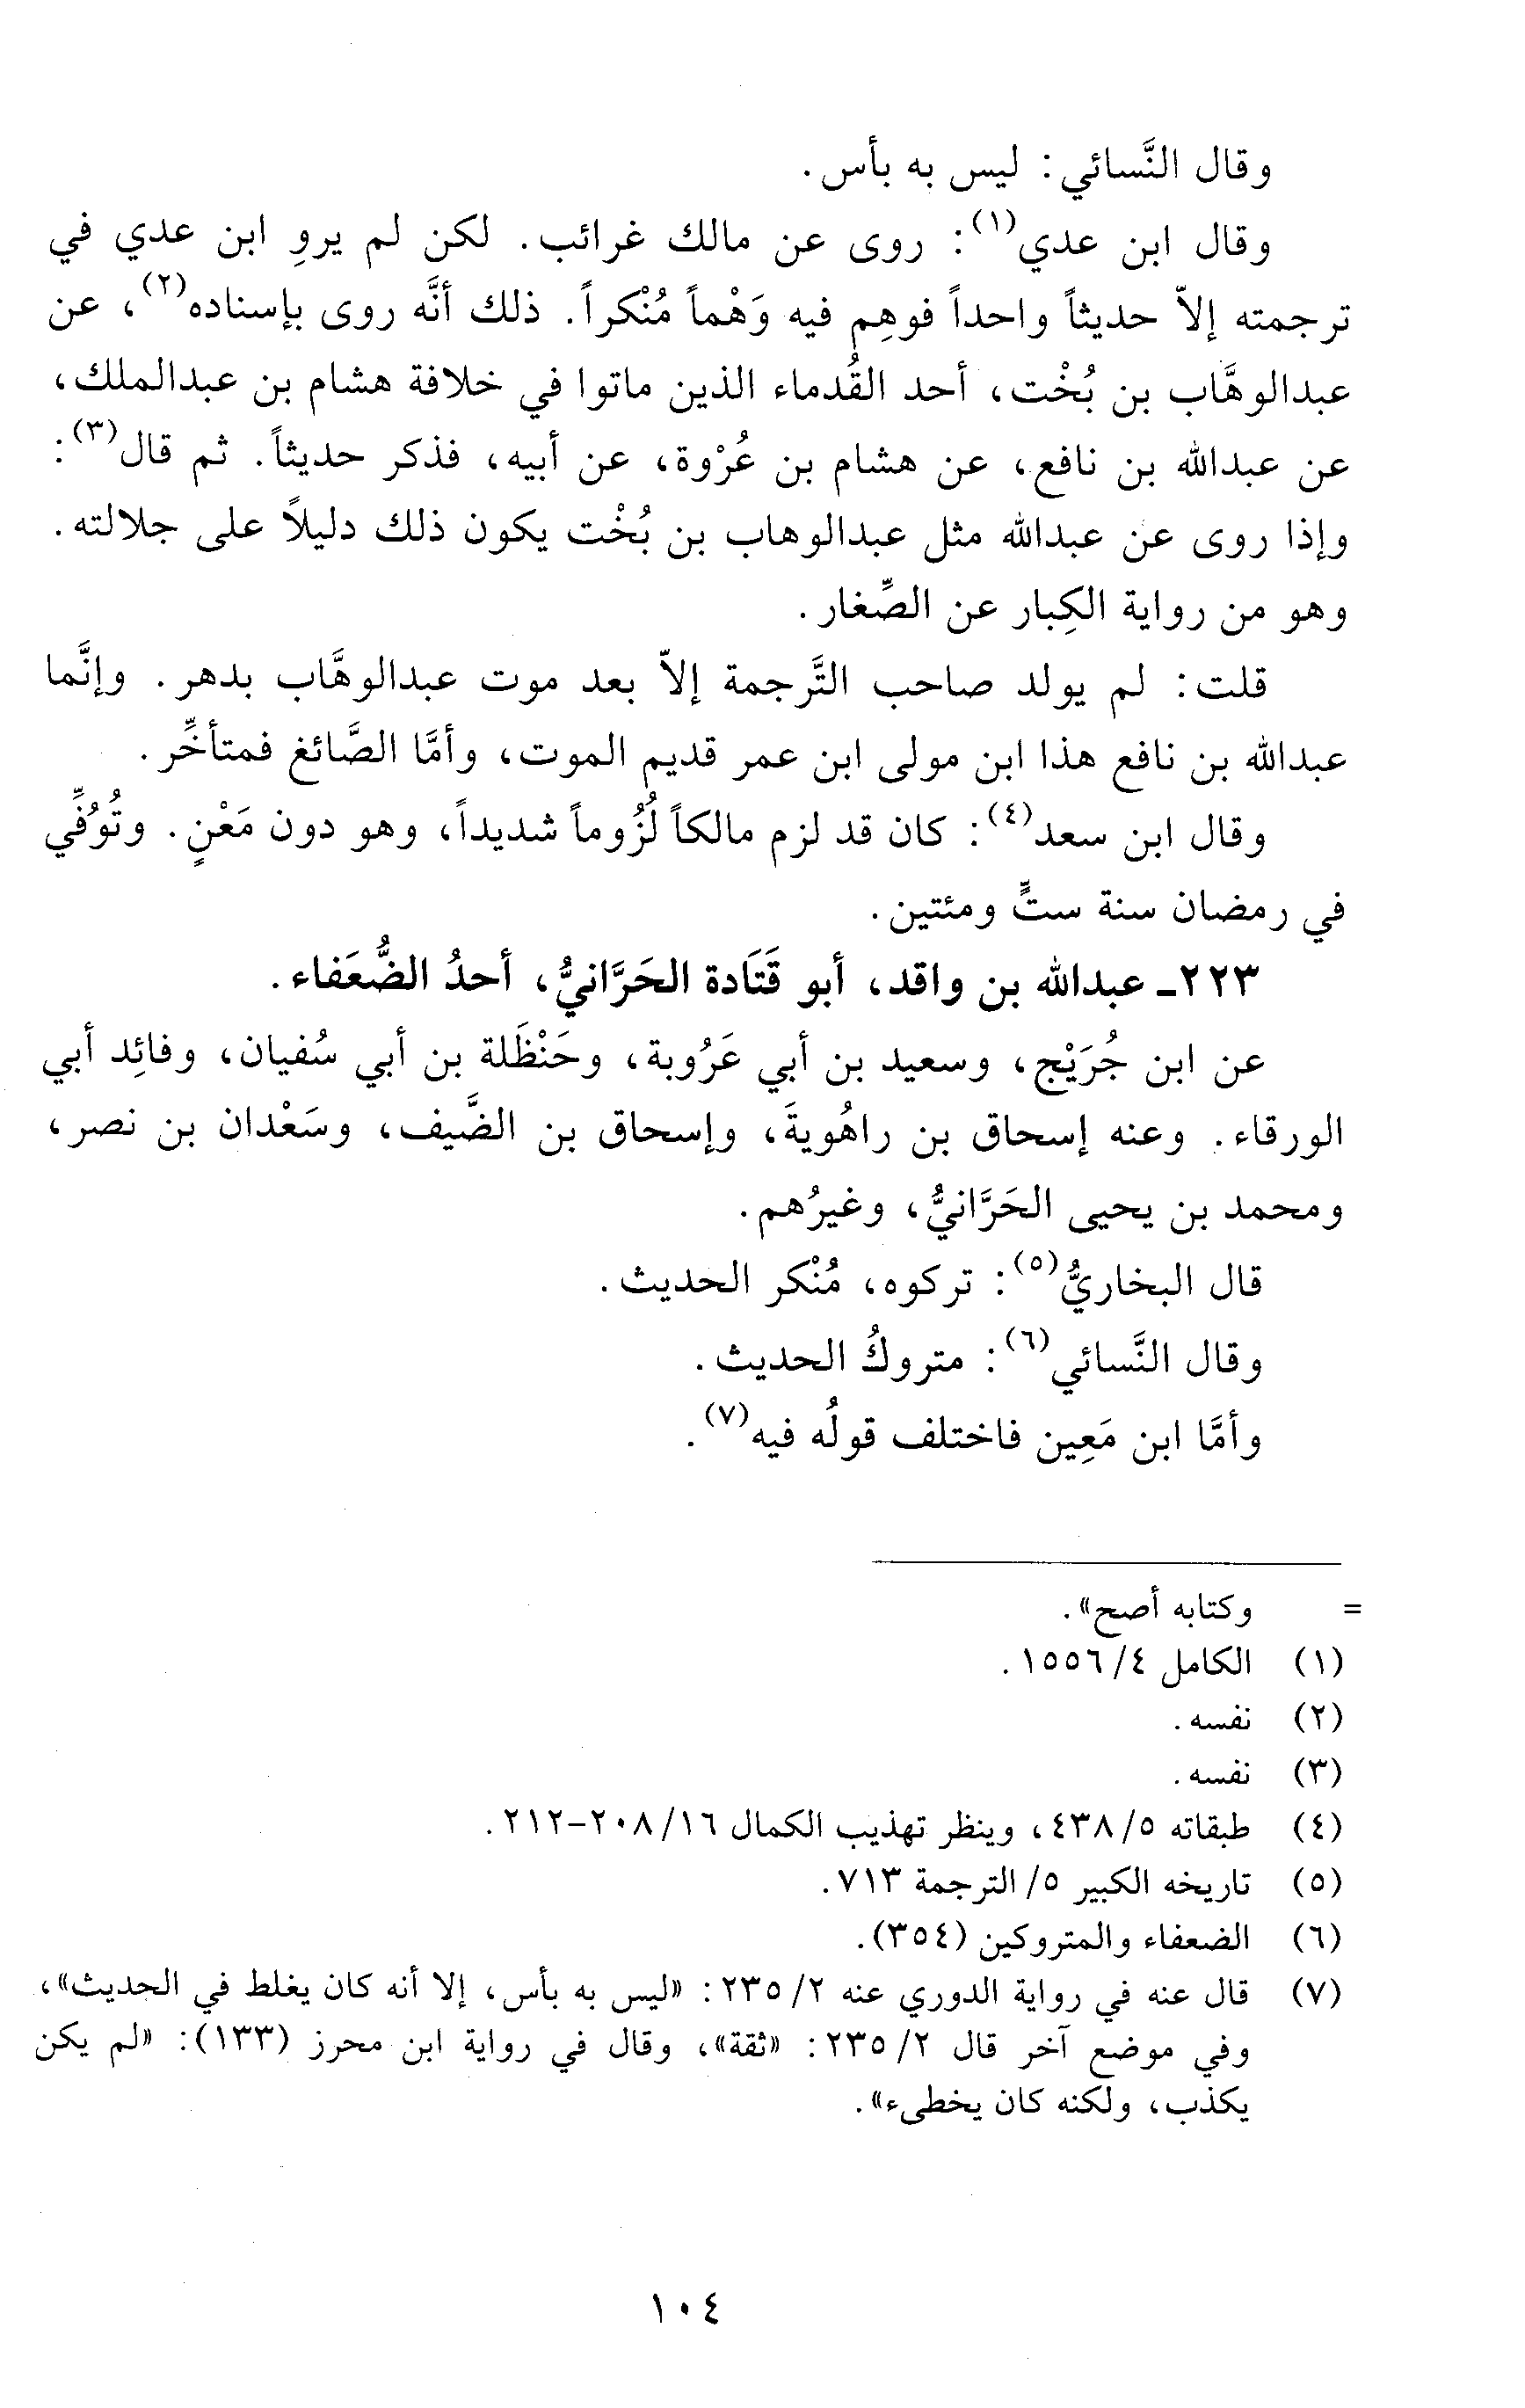 وقال النَّسائي: ليس به بأس.
وقال ابن عدي(١): روى عن مالك غرائب. لكن لم يروِ ابن عدي في
ترجمته إلاّ حديثاً واحداً فوهِم فيه وَهْماً مُنْكراً. ذلك أنَّه روى بإسناده(٢)، عن
عبدالوهَّاب بن بُخْت، أحد القُدماء الذين ماتوا في خلافة هشام بن عبدالملك،
عن عبدالله بن نافع، عن هشام بن عُرْوة، عن أبيه، فذكر حديثاً. ثم قال(٣):
وإذا روى عن عبدالله مثل عبدالوهاب بن بُخْت يكون ذلك دليلاً على جلالته.
وهو من رواية الكِبار عن الصِّغار.
قلت: لم يولد صاحب التَّرجمة إلاّ بعد موت عبدالوهَّاب بدهر. وإنَّما
عبدالله بن نافع هذا ابن مولى ابن عمر قديم الموت، وأمَّا الصَّائغ فمتأخِّر.
وقال ابن سعد(٤): كان قد لزم مالكاً لُزُوماً شديداً، وهو دون مَعْنٍ. وتُوُفِّي
في رمضان سنة ستٍّ ومئتين.
٢٢٣ـ عبدالله بن واقد، أبو قَتَادة الحَرَّانيُّ، أحدُ الضُّعَفاء.
عن ابن جُرَيْج، وسعيد بن أبي عَرُوبة، وحَنْظَلة بن أبي سُفيان، وفائِد أبي
الورقاء. وعنه إسحاق بن راهُويةَ، وإسحاق بن الضَّيف، وسَعْدان بن نصر،
ومحمد بن يحيى الحَرَّانيُّ، وغيرُهم.
قال البخاريُّ(٥): تركوه، مُنْكر الحديث.
وقال النَّسائي(٦): متروكُ الحديث.
وأمَّا ابن مَعِين فاختلف قولُه فيه(٧).
= وكتابه أصح».
(١) الكامل ٤/ ١٥٥٦.
(٢) نفسه.
(٣) نفسه.
(٤) طبقاته ٥/ ٤٣٨، وينظر تهذيب الكمال ١٦/ ٢٠٨-٢١٢.
(٥) تاريخه الكبير ٥/ الترجمة ٧١٣.
(٦) الضعفاء والمتروكين (٣٥٤).
(٧) قال عنه في رواية الدوري عنه ٢/ ٢٣٥: «ليس به بأس، إلا أنه كان يغلط في الحديث»،
وفي موضع آخر قال ٢/ ٢٣٥: «ثقة»، وقال في رواية ابن محرز (١٣٣): «لم يكن
يكذب، ولكنه كان يخطىء».
١٠٤